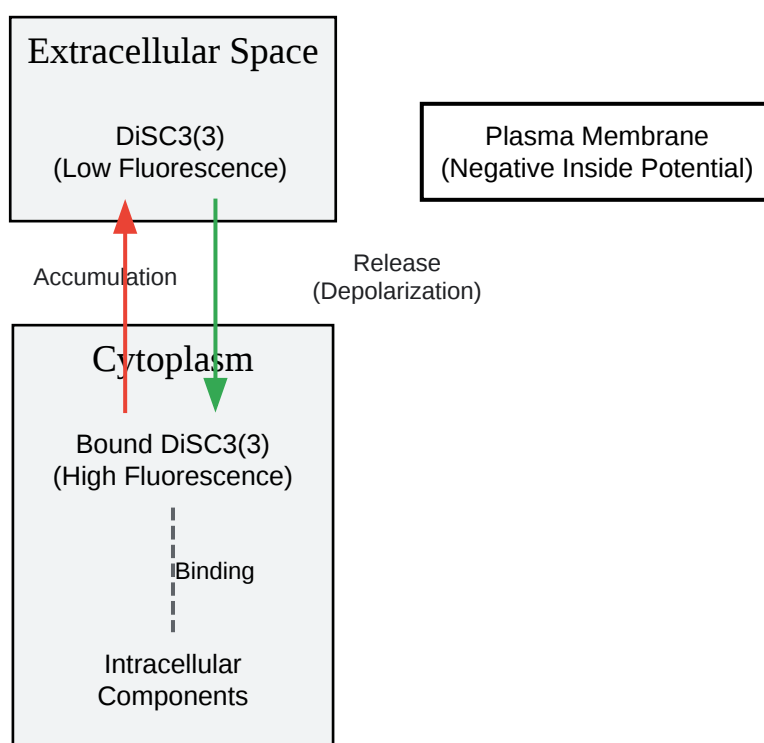 Extracellular Space
DiSC3(3)
(Low Fluorescence)
Plasma Membrane
(Negative Inside Potential)
Accumulation
Release
(Depolarization)
Cytoplasm
Bound DiSC3(3)
(High Fluorescence)
Binding
Intracellular
Components